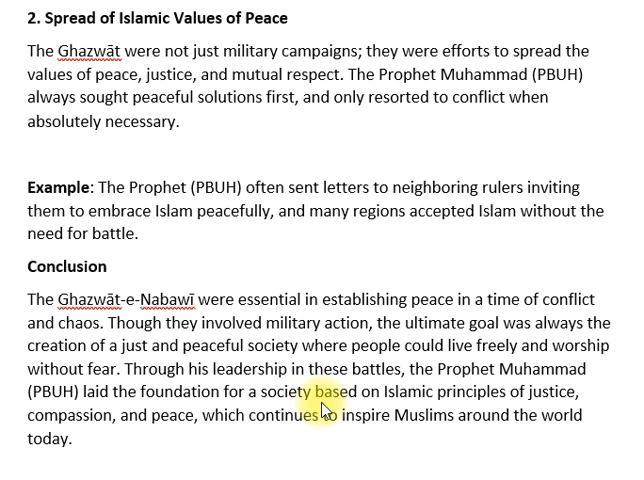 2. Spread of Islamic Values of Peace
The Ghazwāt were not just military campaigns; they were efforts to spread the
values of peace, justice, and mutual respect. The Prophet Muhammad (PBUH)
always sought peaceful solutions first, and only resorted to conflict when
absolutely necessary.
Example: The Prophet (PBUH) often sent letters to neighboring rulers inviting
them to embrace Islam peacefully, and many regions accepted Islam without the
need for battle.
Conclusion
The Ghazwāt-e-Nabawī were essential in establishing peace in a time of conflict
and chaos. Though they involved military action, the ultimate goal was always the
creation of a just and peaceful society where people could live freely and worship
without fear. Through his leadership in these battles, the Prophet Muhammad
(PBUH) laid the foundation for a society based on Islamic principles of justice,
compassion, and peace, which continues to inspire Muslims around the world
today.